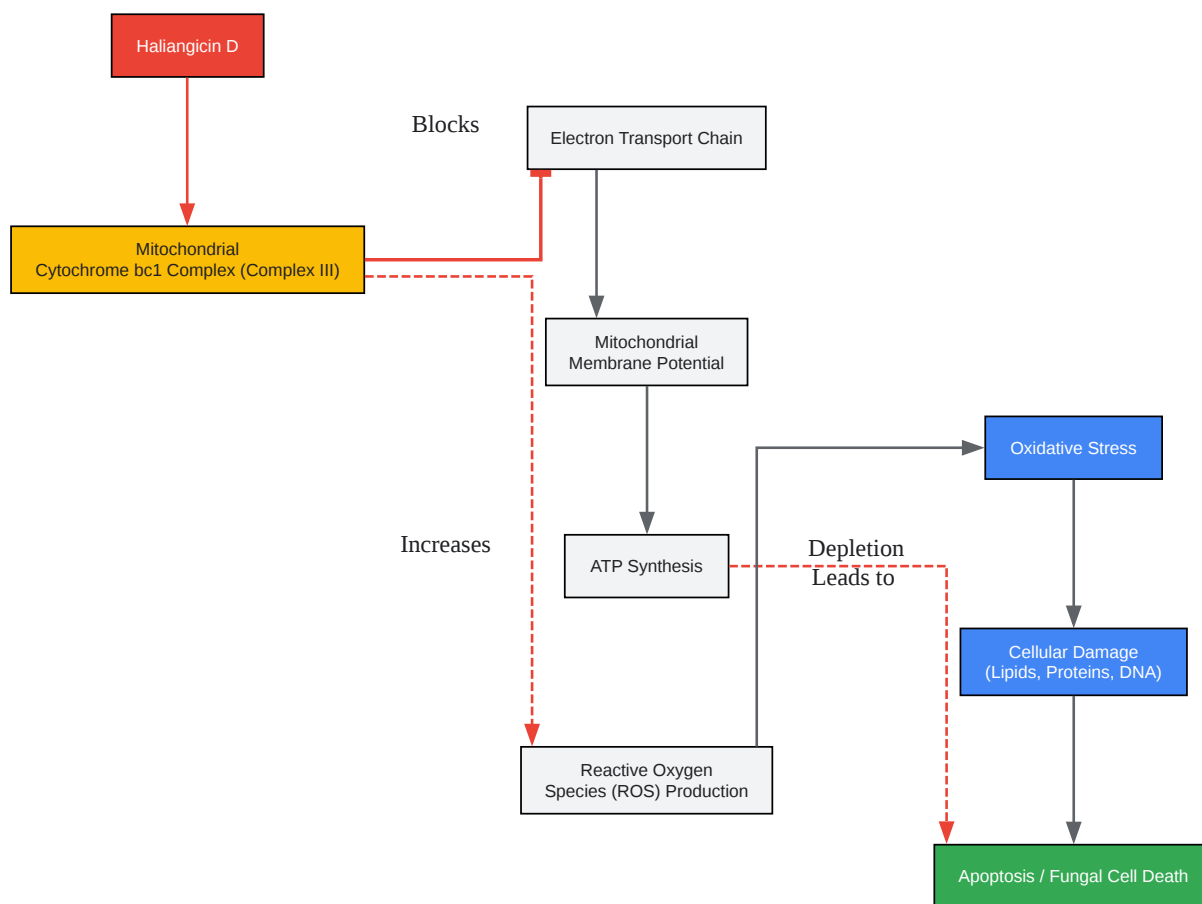 Haliangicin D
Blocks
Electron Transport Chain
Mitochondrial
Cytochrome bc1 Complex (Complex III)
Mitochondrial
Membrane Potential
Oxidative Stress
Increases
ATP Synthesis
Depletion
Leads to
Cellular Damage
(Lipids, Proteins, DNA)
Reactive Oxygen
Species (ROS) Production
Apoptosis / Fungal Cell Death